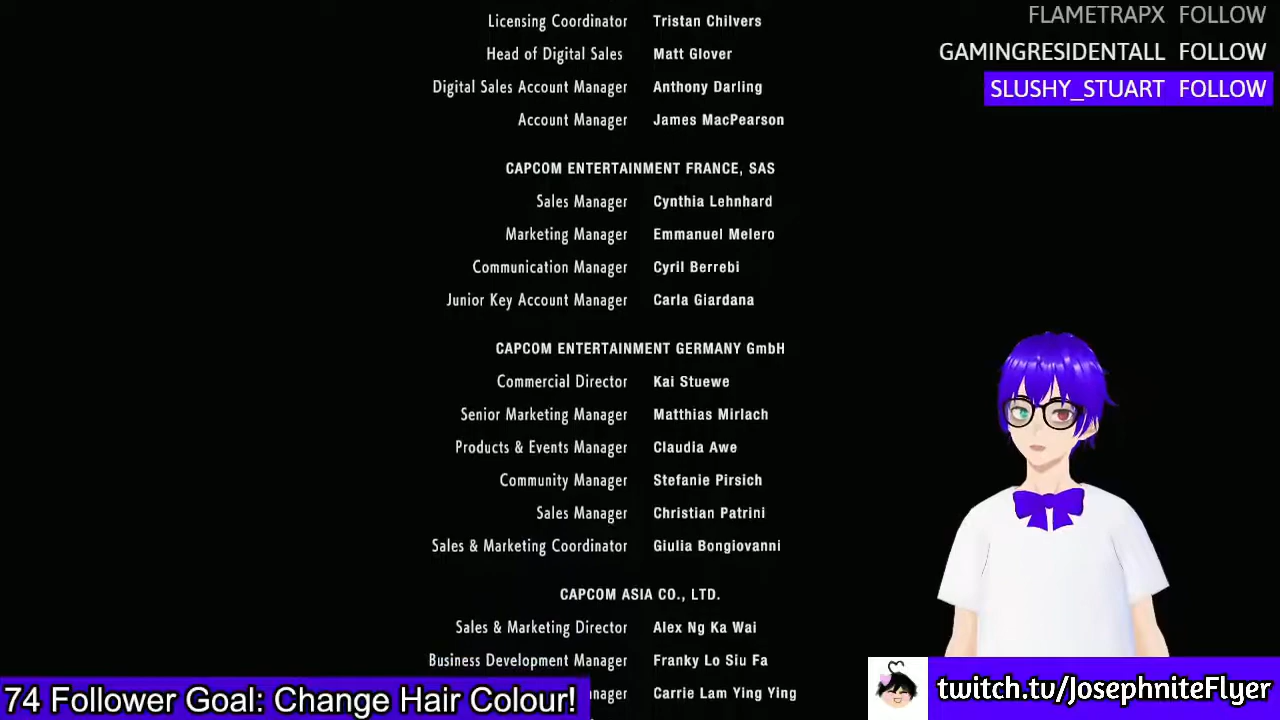 Licensing Coordinator Tristan Chilvers
Head of Digital Sales Matt Glover
Digital Sales Account Manager Anthony Darling
Account Manager James MacPearson
CAPCOM ENTERTAINMENT FRANCE, SAS
Sales Manager Cynthia Lehnhard
Marketing Manager Emmanuel Melero
Communication Manager Cyril Berrebi
Junior Key Account Manager Carla Giardana
CAPCOM ENTERTAINMENT GERMANY GmbH
Commercial Director Kai Stuewe
Senior Marketing Manager Matthias Mirlach
Products & Events Manager Claudia Awe
Community Manager Stefanie Pirsich
Sales Manager Christian Patrini
Sales & Marketing Coordinator Giulia Bongiovanni
CAPCOM ASIA CO., LTD.
Sales & Marketing Director Alex Ng Ka Wai
Business Development Manager Franky Lo Siu Fa
Carrie Lam Ying Ying
FLAMETRAPX FOLLOW
GAMINGRESIDENTALL FOLLOW
SLUSHY_STUART FOLLOW
74 Follower Goal: Change Hair Colour!
twitch.tv/JosephniteFlyer